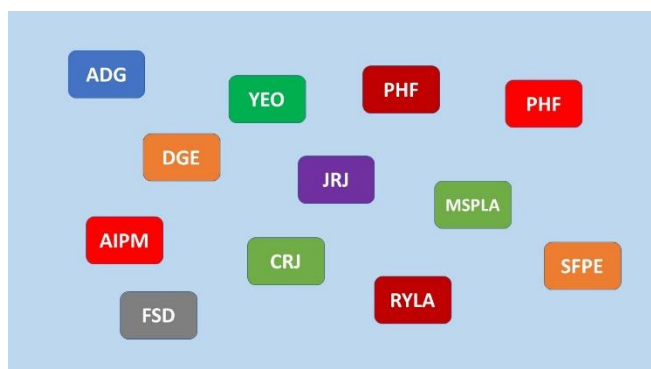 ADG
YEO
PHF
PHF
DGE
JRJ
MSPLA
AIPM
CRJ
SFPE
RYLA
FSD